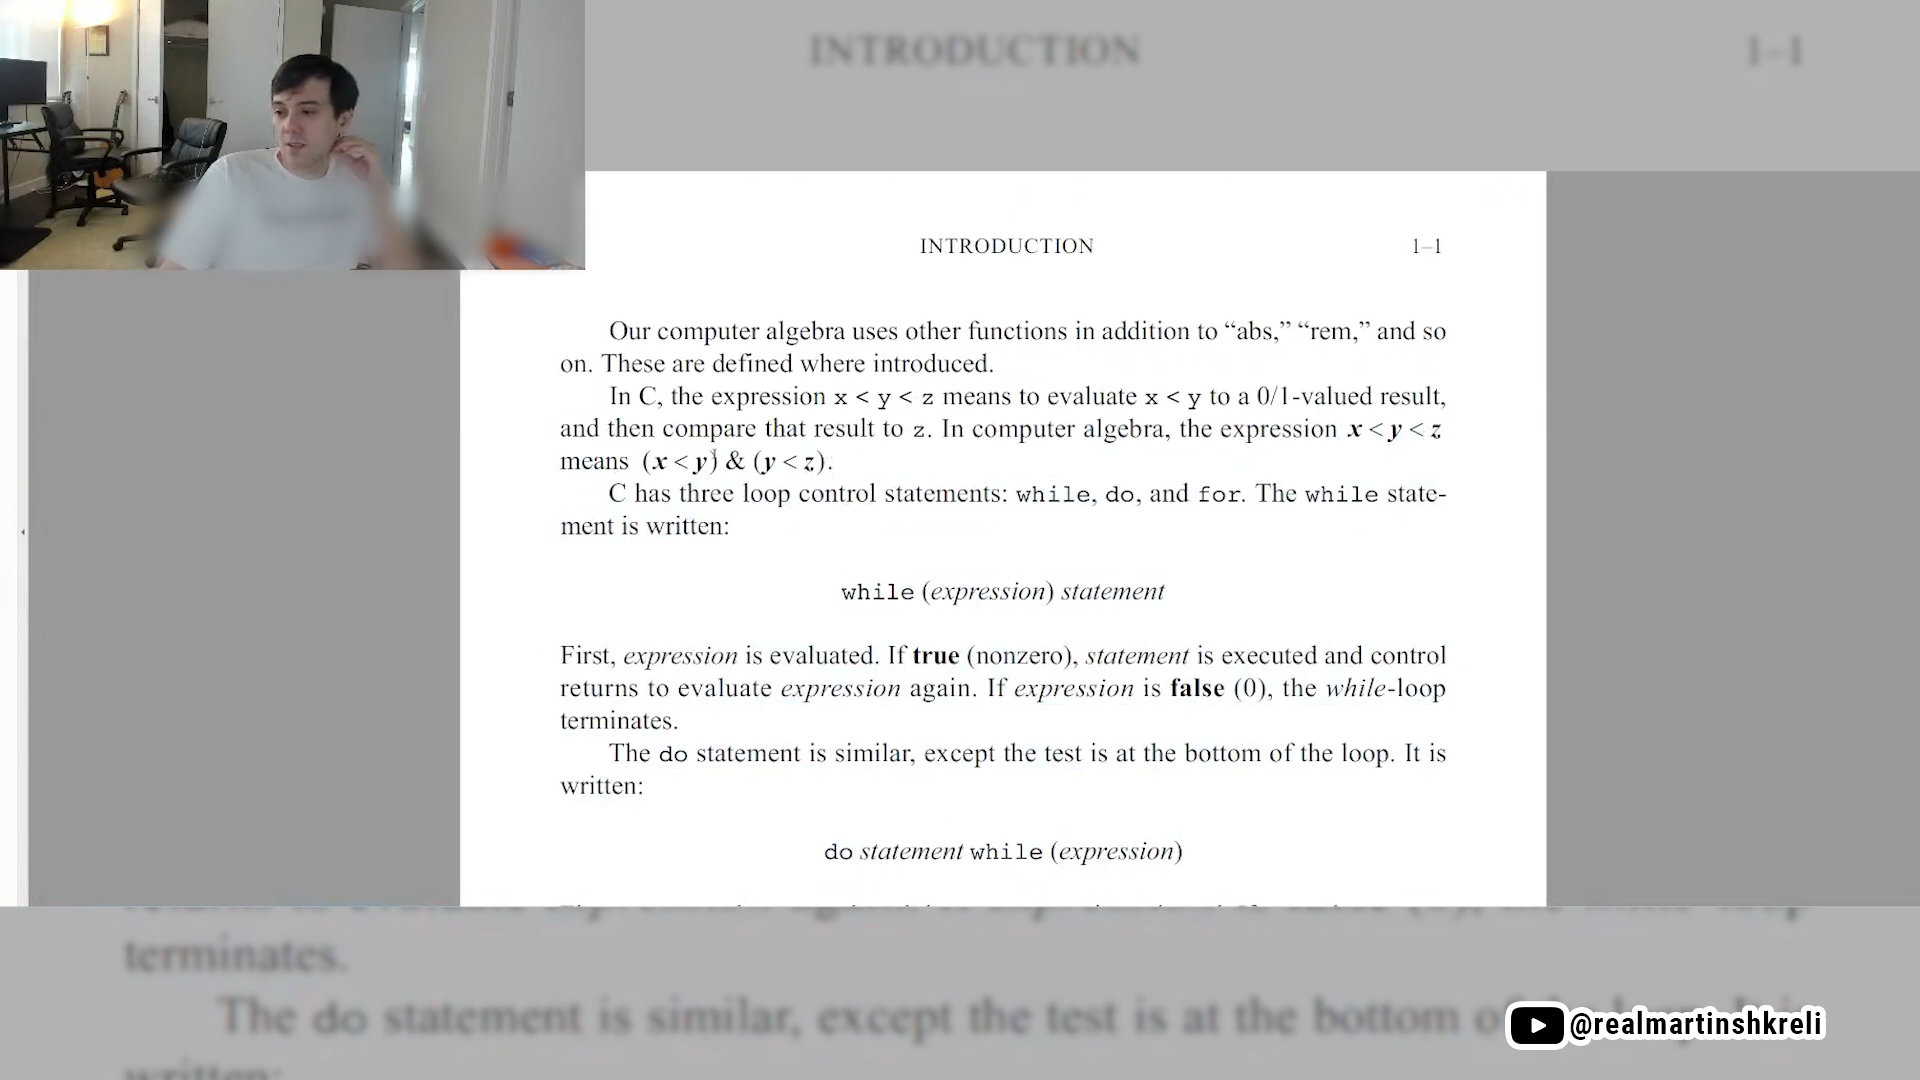 INTRODUCTION 1–1
INTRODUCTION 1–1
Our computer algebra uses other functions in addition to “abs,” “rem,” and so
on. These are defined where introduced.
In C, the expression x < y < z means to evaluate x < y to a 0/1-valued result,
and then compare that result to z. In computer algebra, the expression x < y < z
means (x < y) & (y < z).
C has three loop control statements: while, do, and for. The while state-
ment is written:
while (expression) statement
First, expression is evaluated. If true (nonzero), statement is executed and control
returns to evaluate expression again. If expression is false (0), the while-loop
terminates.
The do statement is similar, except the test is at the bottom of the loop. It is
written:
do statement while (expression)
terminates.
The do statement is similar, except the test is at the bottom
written:
@realmartinshkreli